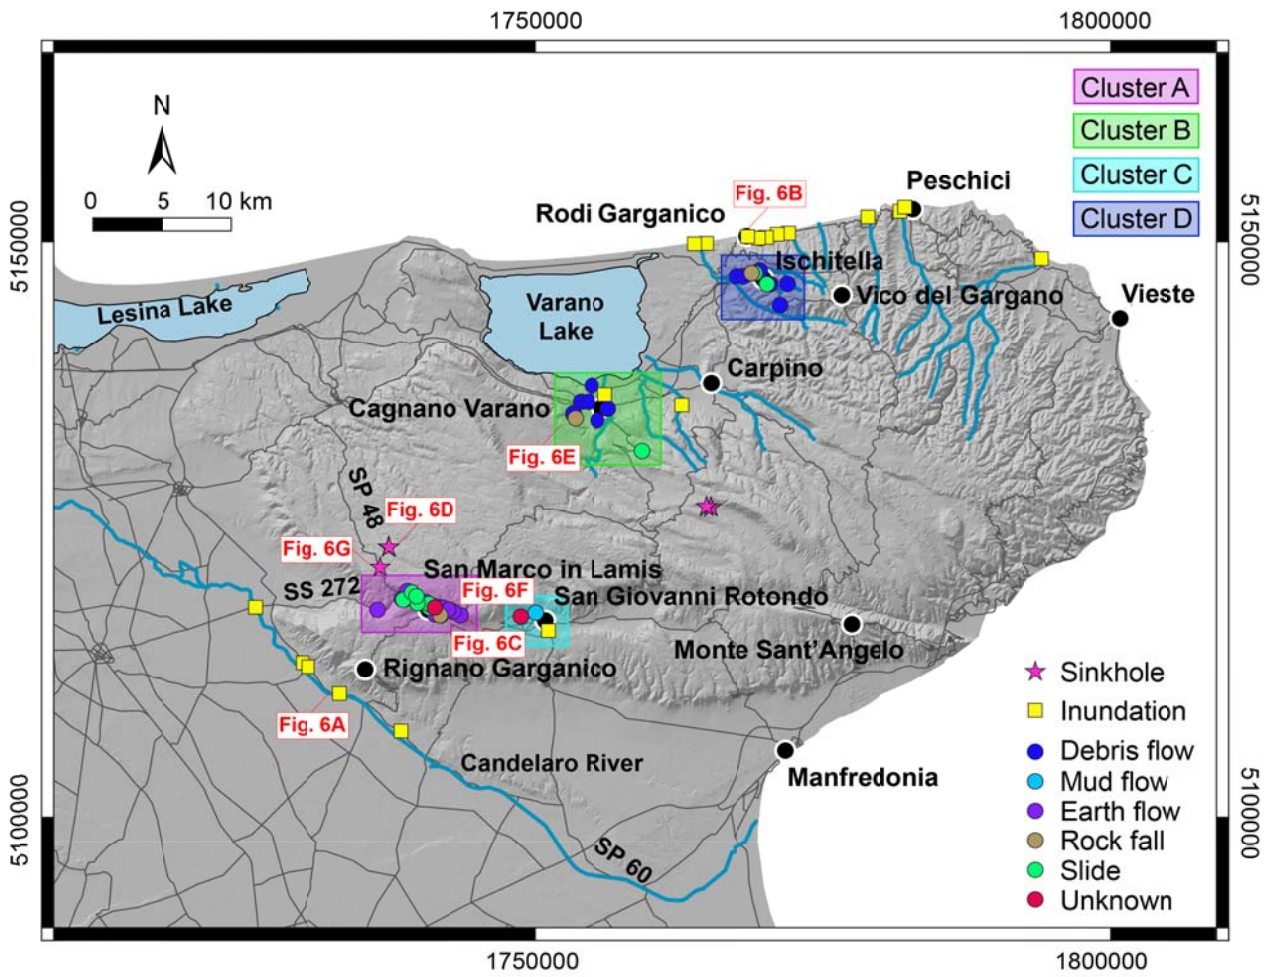 1750000
1800000
Cluster A
Cluster B
Cluster C
Cluster D
N
0 5 10 km
5150000
5150000
Peschici
Fig. 6B
Rodi Garganico
Ischitella
Vico del Gargano
Vieste
Lesina Lake
Varano
Lake
Carpino
Cagnano Varano
Fig. 6E
SP 48
Fig. 6D
Fig. 6G
San Marco in Lamis
SS 272
Fig. 6F
San Giovanni Rotondo
Fig. 6C
Monte Sant'Angelo
Rignano Garganico
Fig. 6A
Candelaro River
Manfredonia
SP 60
Sinkhole
Inundation
Debris flow
Mud flow
Earth flow
Rock fall
Slide
Unknown
5100000
5100000
1750000
1800000